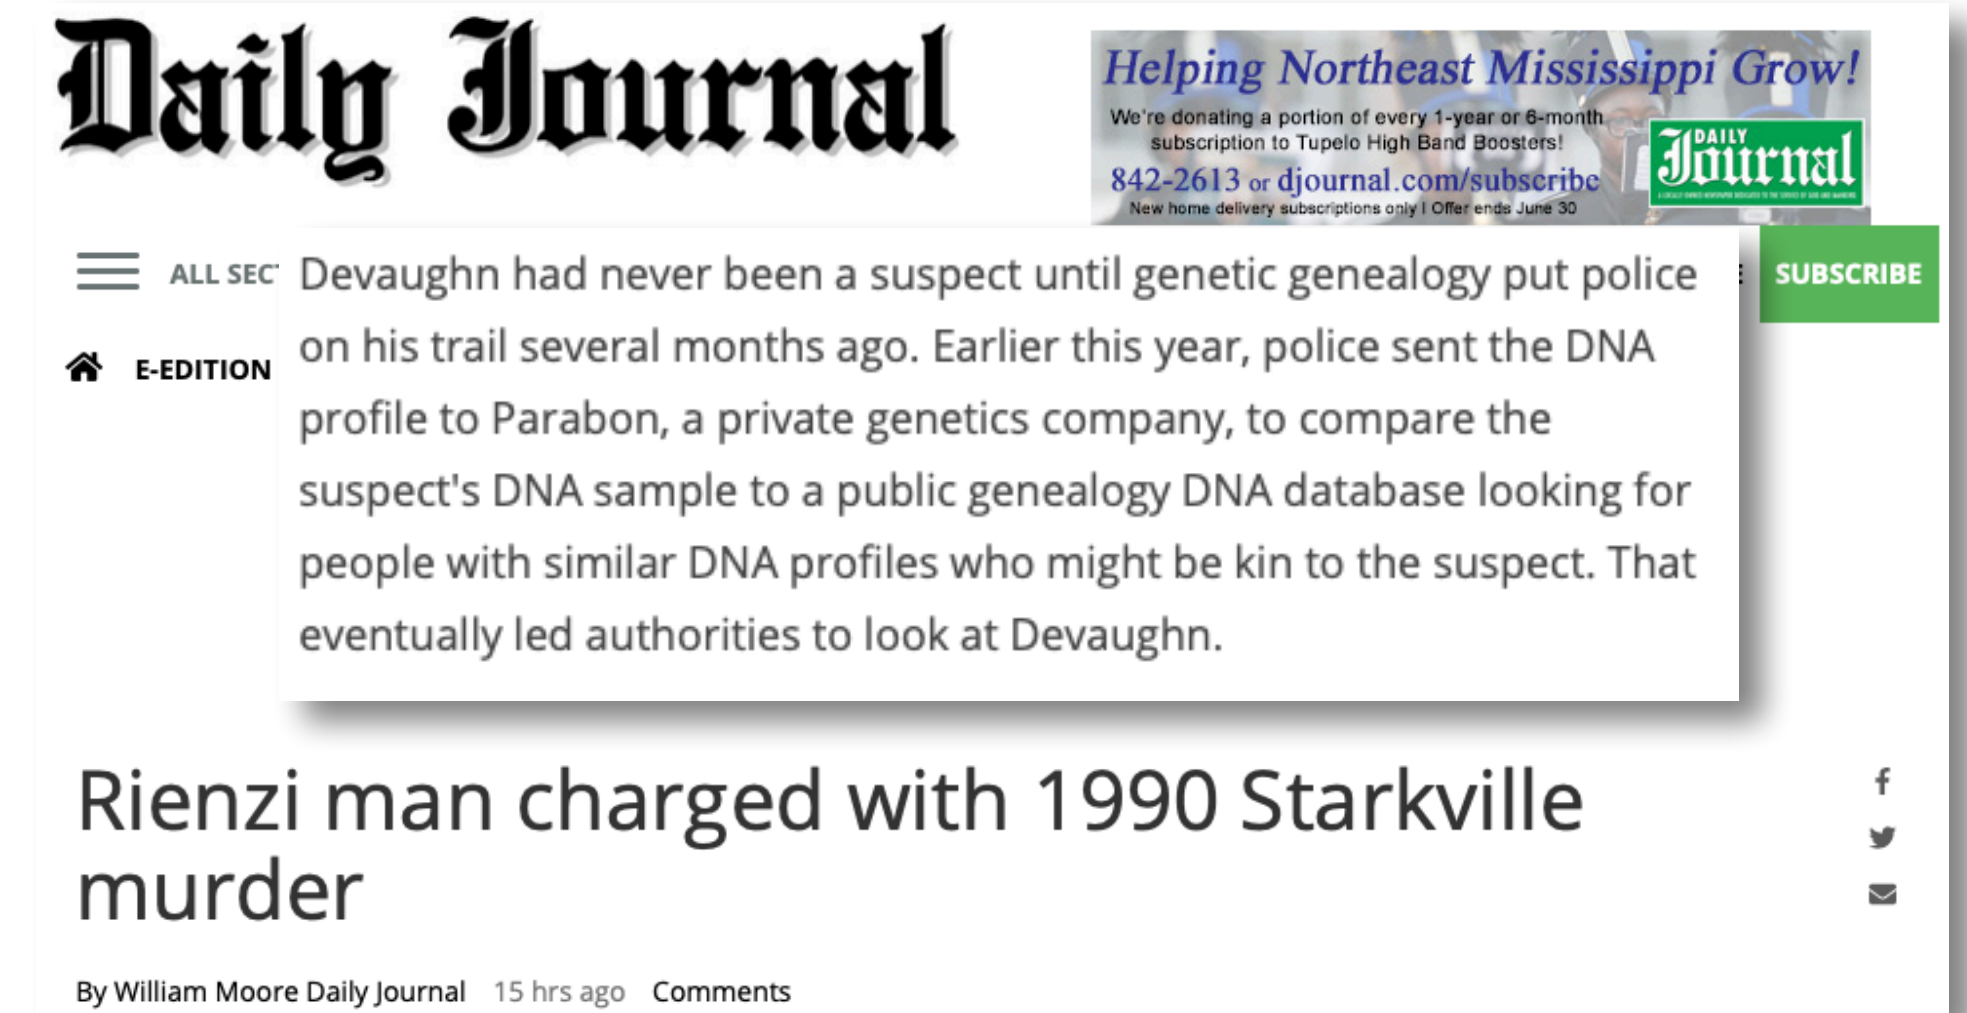 Daily Journal
Helping Northeast Mississippi Grow!
We're donating a portion of every 1-year or 6-month
subscription to Tupelo High Band Boosters!
842-2613 or djournal.com/subscribe
New home delivery subscriptions only | Offer ends June 30
DAILY
Journal
ALL SEC
SUBSCRIBE
E-EDITION
Devaughn had never been a suspect until genetic genealogy put police
on his trail several months ago. Earlier this year, police sent the DNA
profile to Parabon, a private genetics company, to compare the
suspect's DNA sample to a public genealogy DNA database looking for
people with similar DNA profiles who might be kin to the suspect. That
eventually led authorities to look at Devaughn.
Rienzi man charged with 1990 Starkville
murder
By William Moore Daily Journal 15 hrs ago Comments